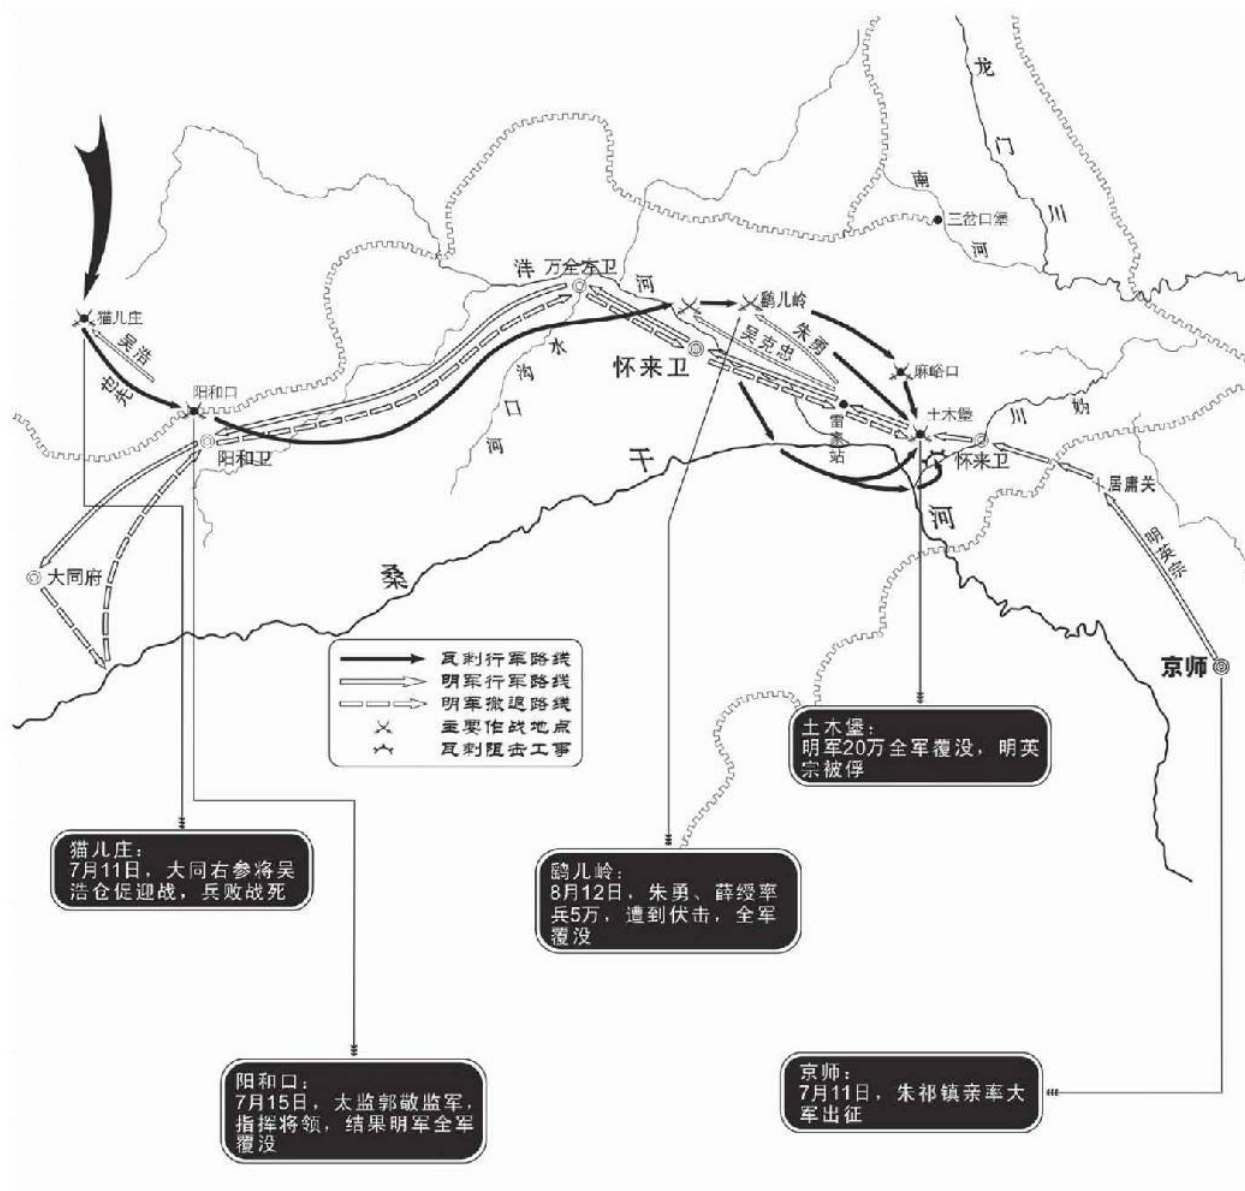 龙门川
南河
三岔口堡
洋河
万全左卫
鹞儿岭
猫儿庄
吴浩
也先
朱勇
吴克忠
水沟口河
怀来卫
麻峪口
阳和口
土木堡
妫川
雷家站
阳和卫
怀来卫
居庸关
桑干河
明英宗
大同府
京师
瓦剌行军路线
明军行军路线
明军撤退路线
主要作战地点
瓦剌阻击工事
土木堡：
明军20万全军覆没，明英
宗被俘
猫儿庄：
7月11日，大同右参将吴
浩仓促迎战，兵败战死
鹞儿岭：
8月12日，朱勇、薛绶率
兵5万，遭到伏击，全军
覆没
阳和口：
7月15日，太监郭敬监军，
指挥将领，结果明军全军
覆没
京师：
7月11日，朱祁镇亲率大
军出征